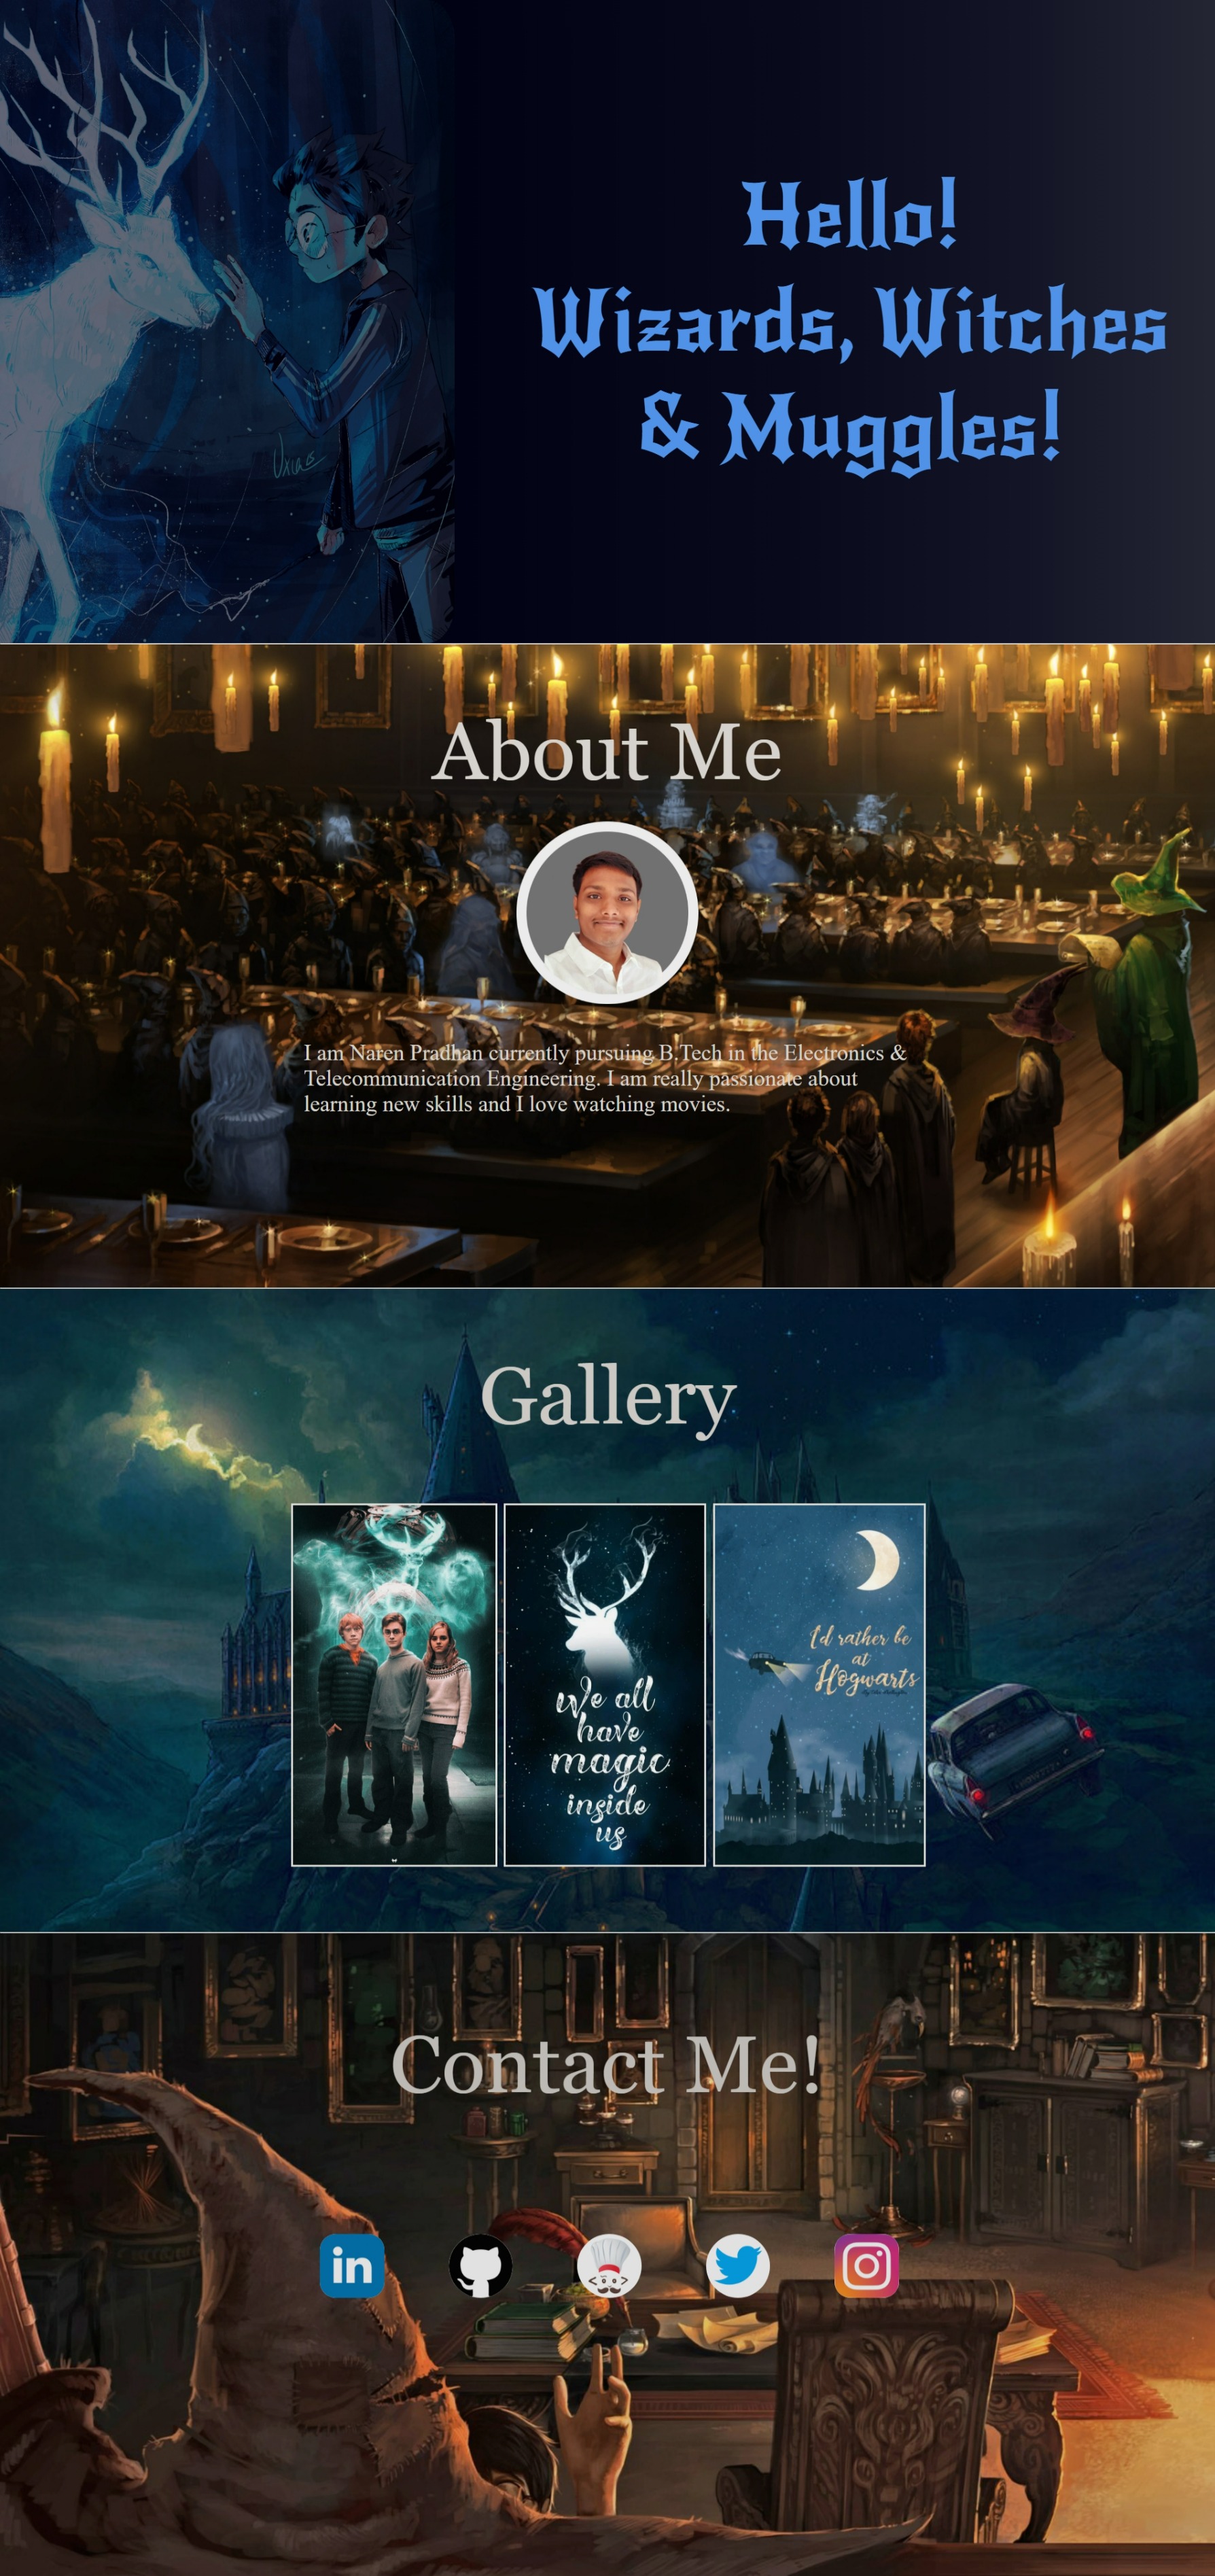 Hello!
Wizards, Witches
& Muggles!
About Me
I am Naren Pradhan currently pursuing B.Tech in the Electronics &
Telecommunication Engineering. I am really passionate about
learning new skills and I love watching movies.
Gallery
We all
have
magic
inside
us
I'd rather be
at
Hogwarts
Contact Me!
in